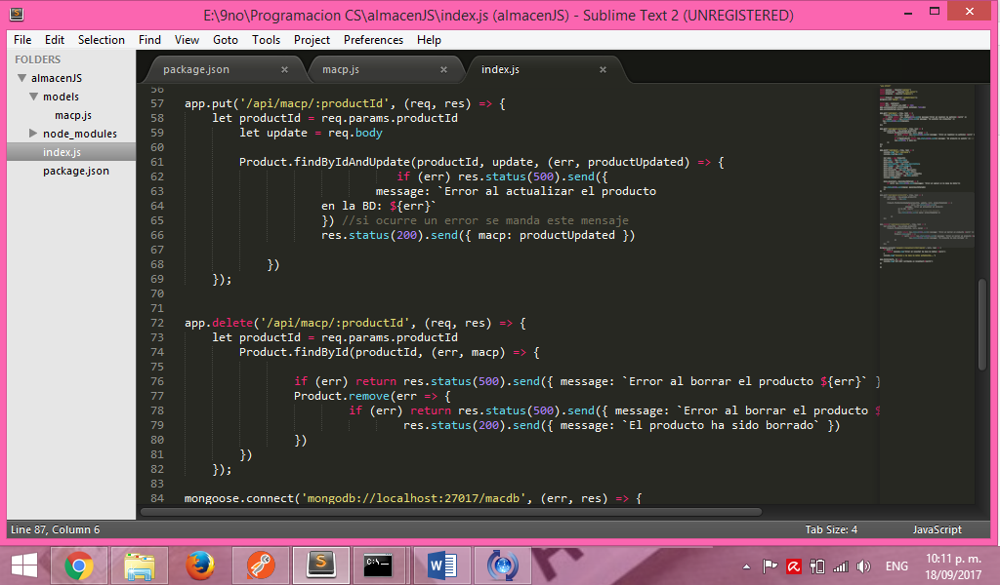 E:\9no\Programacion CS\almacenJS\index.js (almacenJS) - Sublime Text 2 (UNREGISTERED)
File Edit Selection Find View Goto Tools Project Preferences Help
FOLDERS
almacenJS
models
macp.js
node_modules
index.js
package.json
package.json macp.js index.js
56
57 app.put('/api/macp/:productId', (req, res) => {
58 let productId = req.params.productId
59 let update = req.body
60
61 Product.findByIdAndUpdate(productId, update, (err, productUpdated) => {
62 if (err) res.status(500).send({
63 message: `Error al actualizar el producto
64 en la BD: ${err}`
65 }) //si ocurre un error se manda este mensaje
66 res.status(200).send({ macp: productUpdated })
67
68 })
69 });
70
71
72 app.delete('/api/macp/:productId', (req, res) => {
73 let productId = req.params.productId
74 Product.findById(productId, (err, macp) => {
75
76 if (err) return res.status(500).send({ message: `Error al borrar el producto ${err}` }
77 Product.remove(err => {
78 if (err) return res.status(500).send({ message: `Error al borrar el producto $
79 res.status(200).send({ message: `El producto ha sido borrado` })
80 })
81 })
82 });
83
84 mongoose.connect('mongodb://localhost:27017/macdb', (err, res) => {
Line 87, Column 6 Tab Size: 4 JavaScript
ENG
10:11 p. m.
18/09/2017